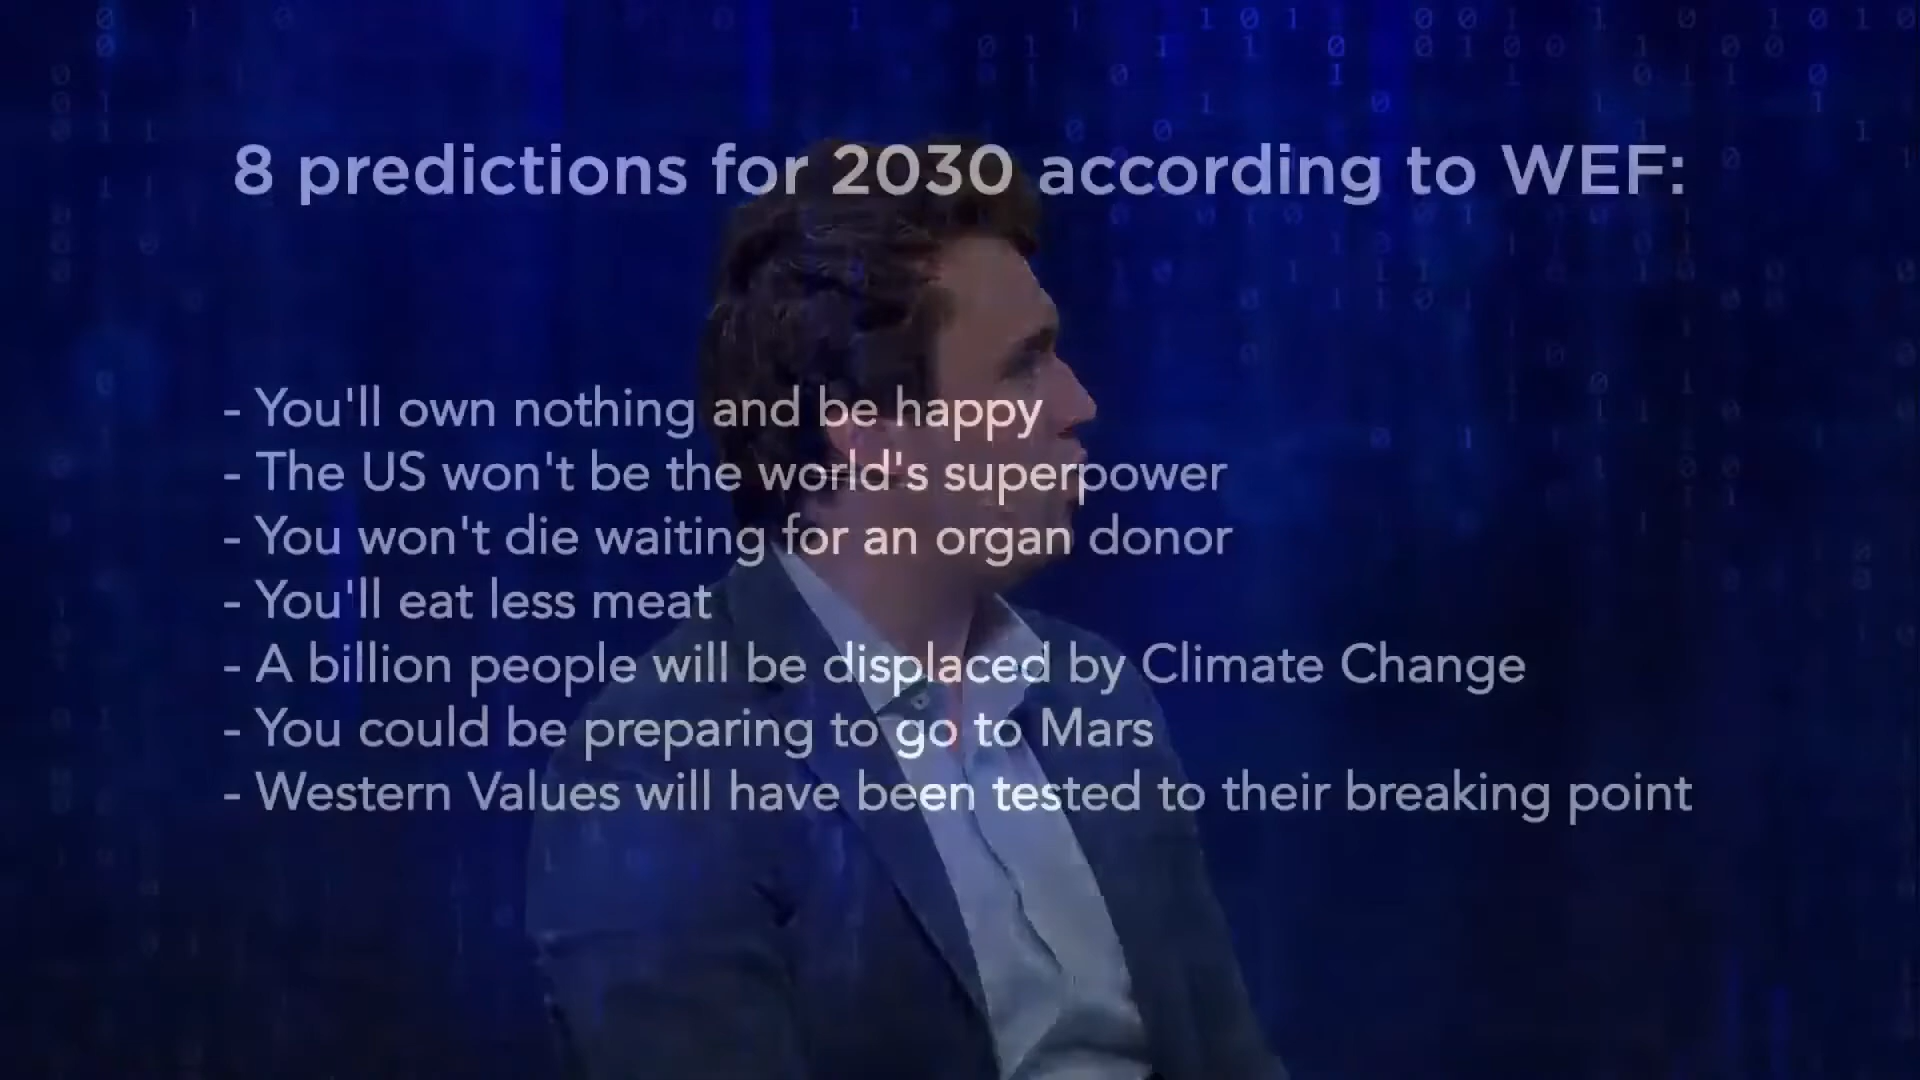 8 predictions for 2030 according to WEF:
- You'll own nothing and be happy
- The US won't be the world's superpower
- You won't die waiting for an organ donor
- You'll eat less meat
- A billion people will be displaced by Climate Change
- You could be preparing to go to Mars
- Western Values will have been tested to their breaking point